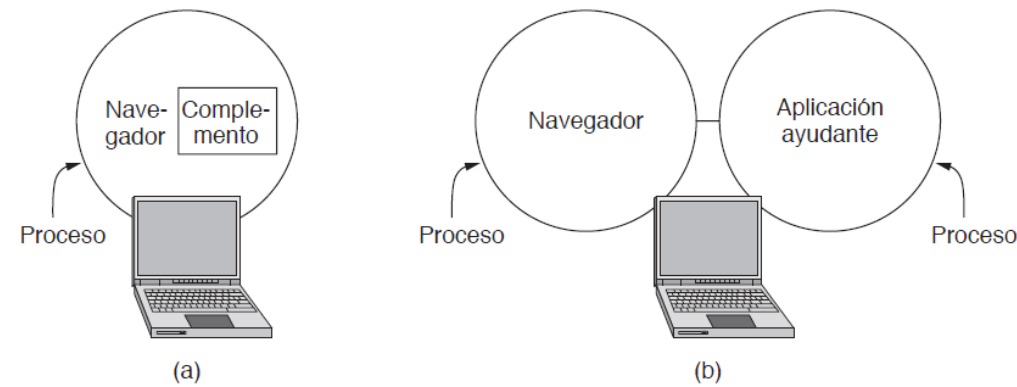 Nave-
gador
Comple-
mento
Proceso
(a)
Navegador
Aplicación
ayudante
Proceso
Proceso
(b)